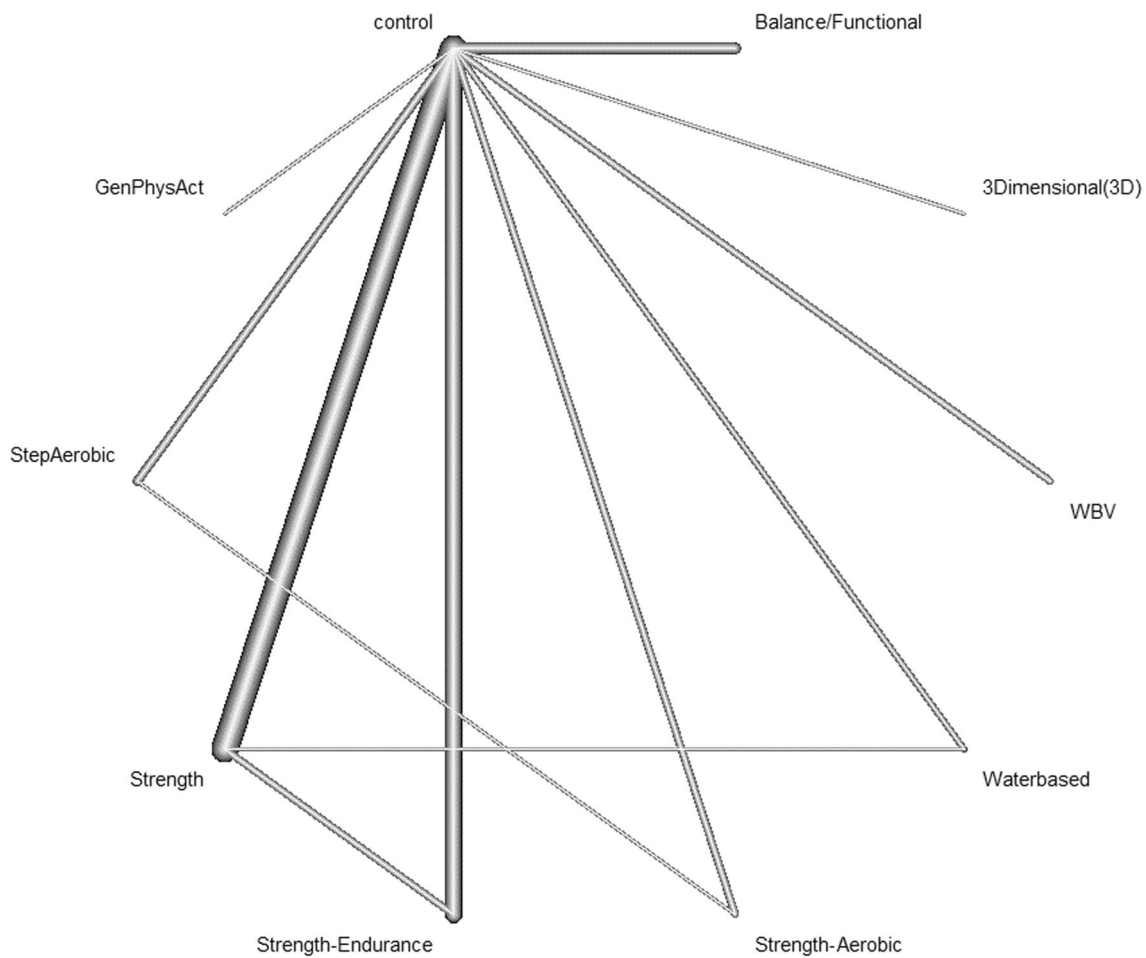 control
Balance/Functional
GenPhysAct
3Dimensional(3D)
StepAerobic
WBV
Strength
Waterbased
Strength-Endurance
Strength-Aerobic